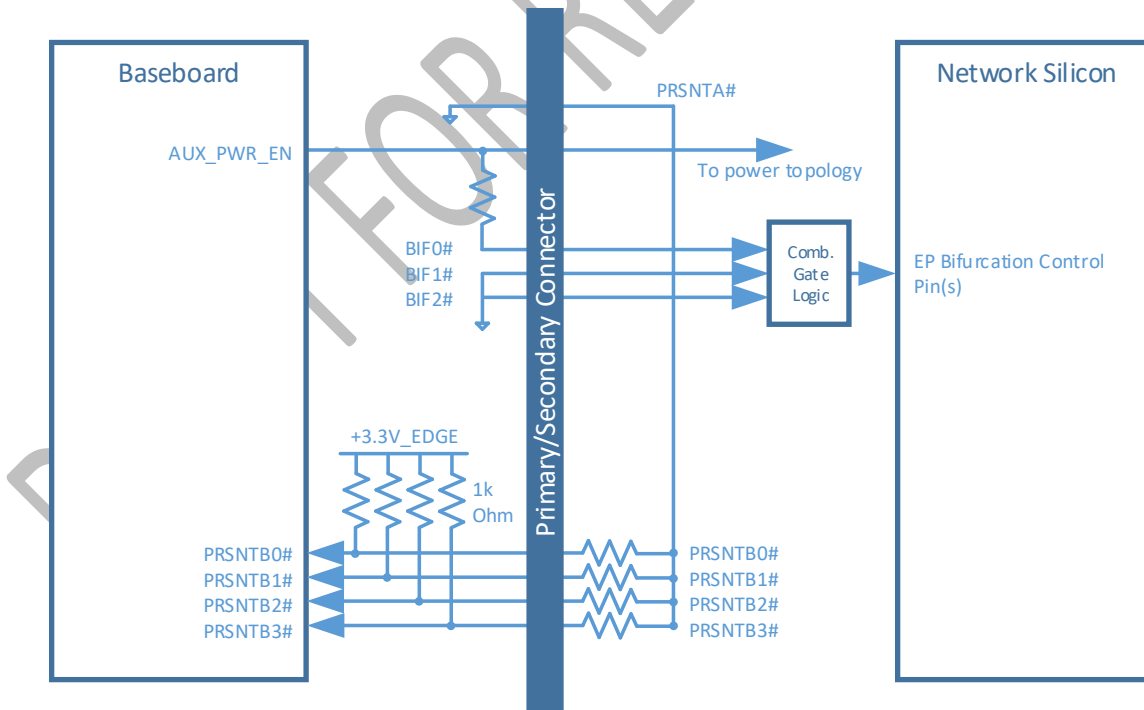 Baseboard
Network Silicon
PRSNTA#
AUX_PWR_EN
To power topology
BIF0#
BIF1#
BIF2#
Comb.
Gate
Logic
EP Bifurcation Control
Pin(s)
Primary/Secondary Connector
+3.3V_EDGE
1k
Ohm
PRSNTB0#
PRSNTB1#
PRSNTB2#
PRSNTB3#
PRSNTB0#
PRSNTB1#
PRSNTB2#
PRSNTB3#
FOR